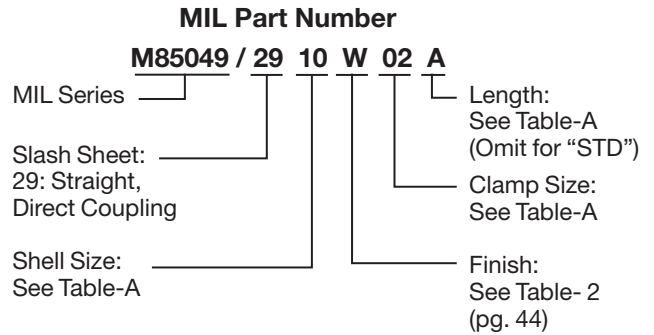 MIL Part Number
M85049 / 29 10 W 02 A
MIL Series
Slash Sheet:
29: Straight,
Direct Coupling
Shell Size:
See Table-A
Length:
See Table-A
(Omit for “STD”)
Clamp Size:
See Table-A
Finish:
See Table- 2
(pg. 44)